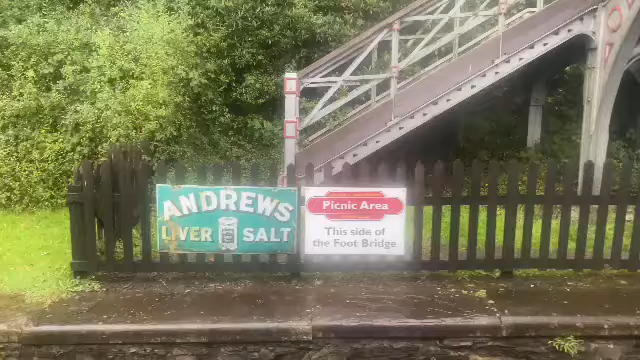 ANDREWS
LIVER SALT
Picnic Area
This side of
the Foot Bridge